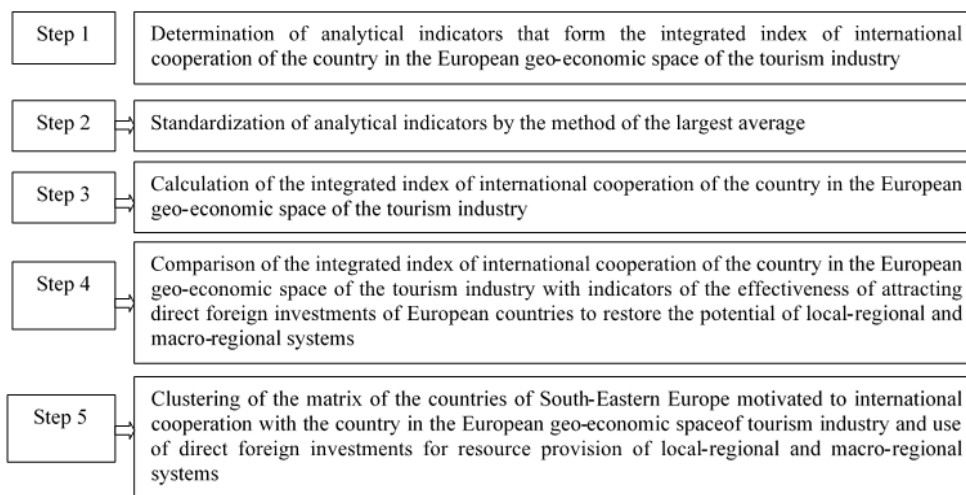 Step 1
Determination of analytical indicators that form the integrated index of international
cooperation of the country in the European geo-economic space of the tourism industry
Step 2
Standardization of analytical indicators by the method of the largest average
Step 3
Calculation of the integrated index of international cooperation of the country in the European
geo-economic space of the tourism industry
Step 4
Comparison of the integrated index of international cooperation of the country in the European
geo-economic space of the tourism industry with indicators of the effectiveness of attracting
direct foreign investments of European countries to restore the potential of local-regional and
macro-regional systems
Step 5
Clustering of the matrix of the countries of South-Eastern Europe motivated to international
cooperation with the country in the European geo-economic spaceof tourism industry and use
of direct foreign investments for resource provision of local-regional and macro-regional
systems